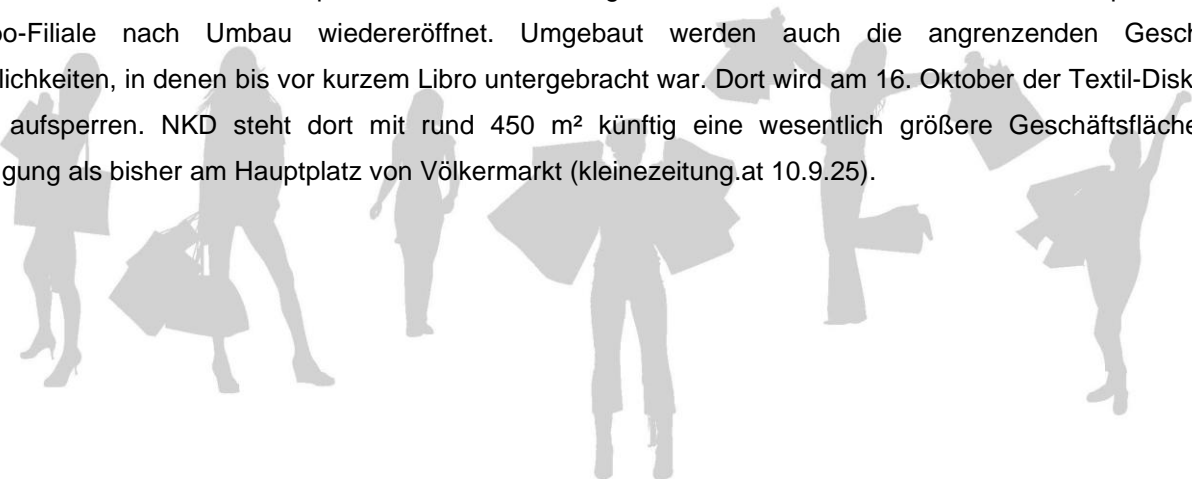 po-Filiale nach Umbau wiedereröffnet. Umgebaut werden auch die angrenzenden Gesch
lichkeiten, in denen bis vor kurzem Libro untergebracht war. Dort wird am 16. Oktober der Textil-Disk
aufsperren. NKD steht dort mit rund 450 m² künftig eine wesentlich größere Geschäftsfläche
gung als bisher am Hauptplatz von Völkermarkt (kleinezeitung.at 10.9.25).